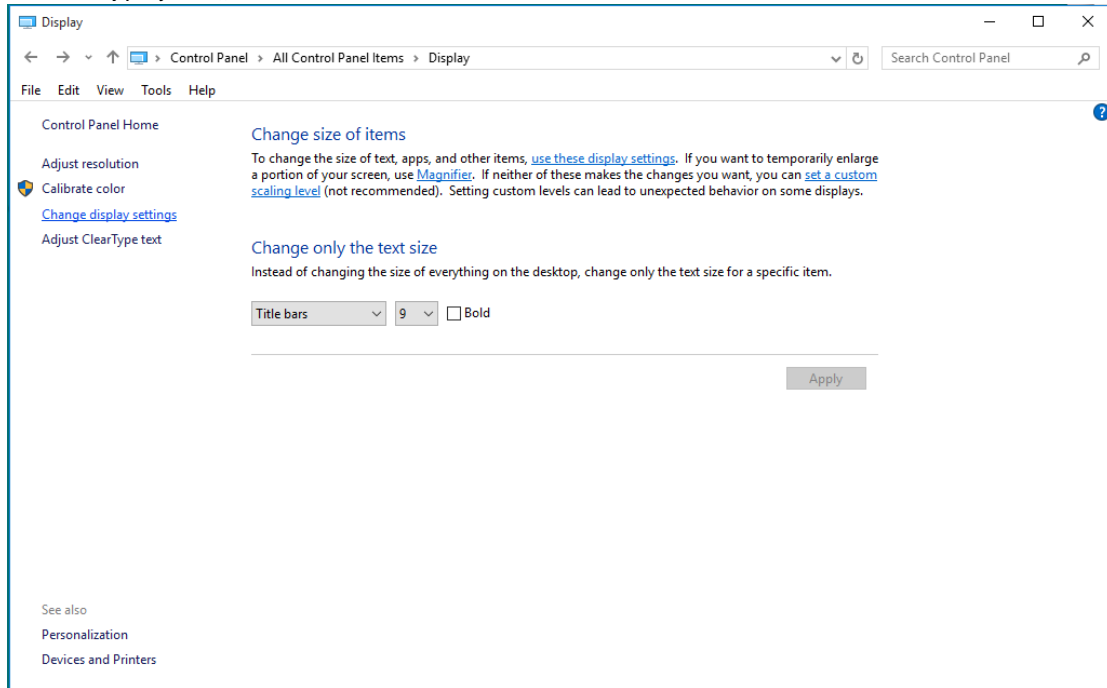 Display
Control Panel > All Control Panel Items > Display
Search Control Panel
File Edit View Tools Help
Control Panel Home
Adjust resolution
Calibrate color
Change display settings
Adjust ClearType text
Change size of items
To change the size of text, apps, and other items, use these display settings. If you want to temporarily enlarge
a portion of your screen, use Magnifier. If neither of these makes the changes you want, you can set a custom
scaling level (not recommended). Setting custom levels can lead to unexpected behavior on some displays.
Change only the text size
Instead of changing the size of everything on the desktop, change only the text size for a specific item.
Title bars 9 Bold
Apply
See also
Personalization
Devices and Printers